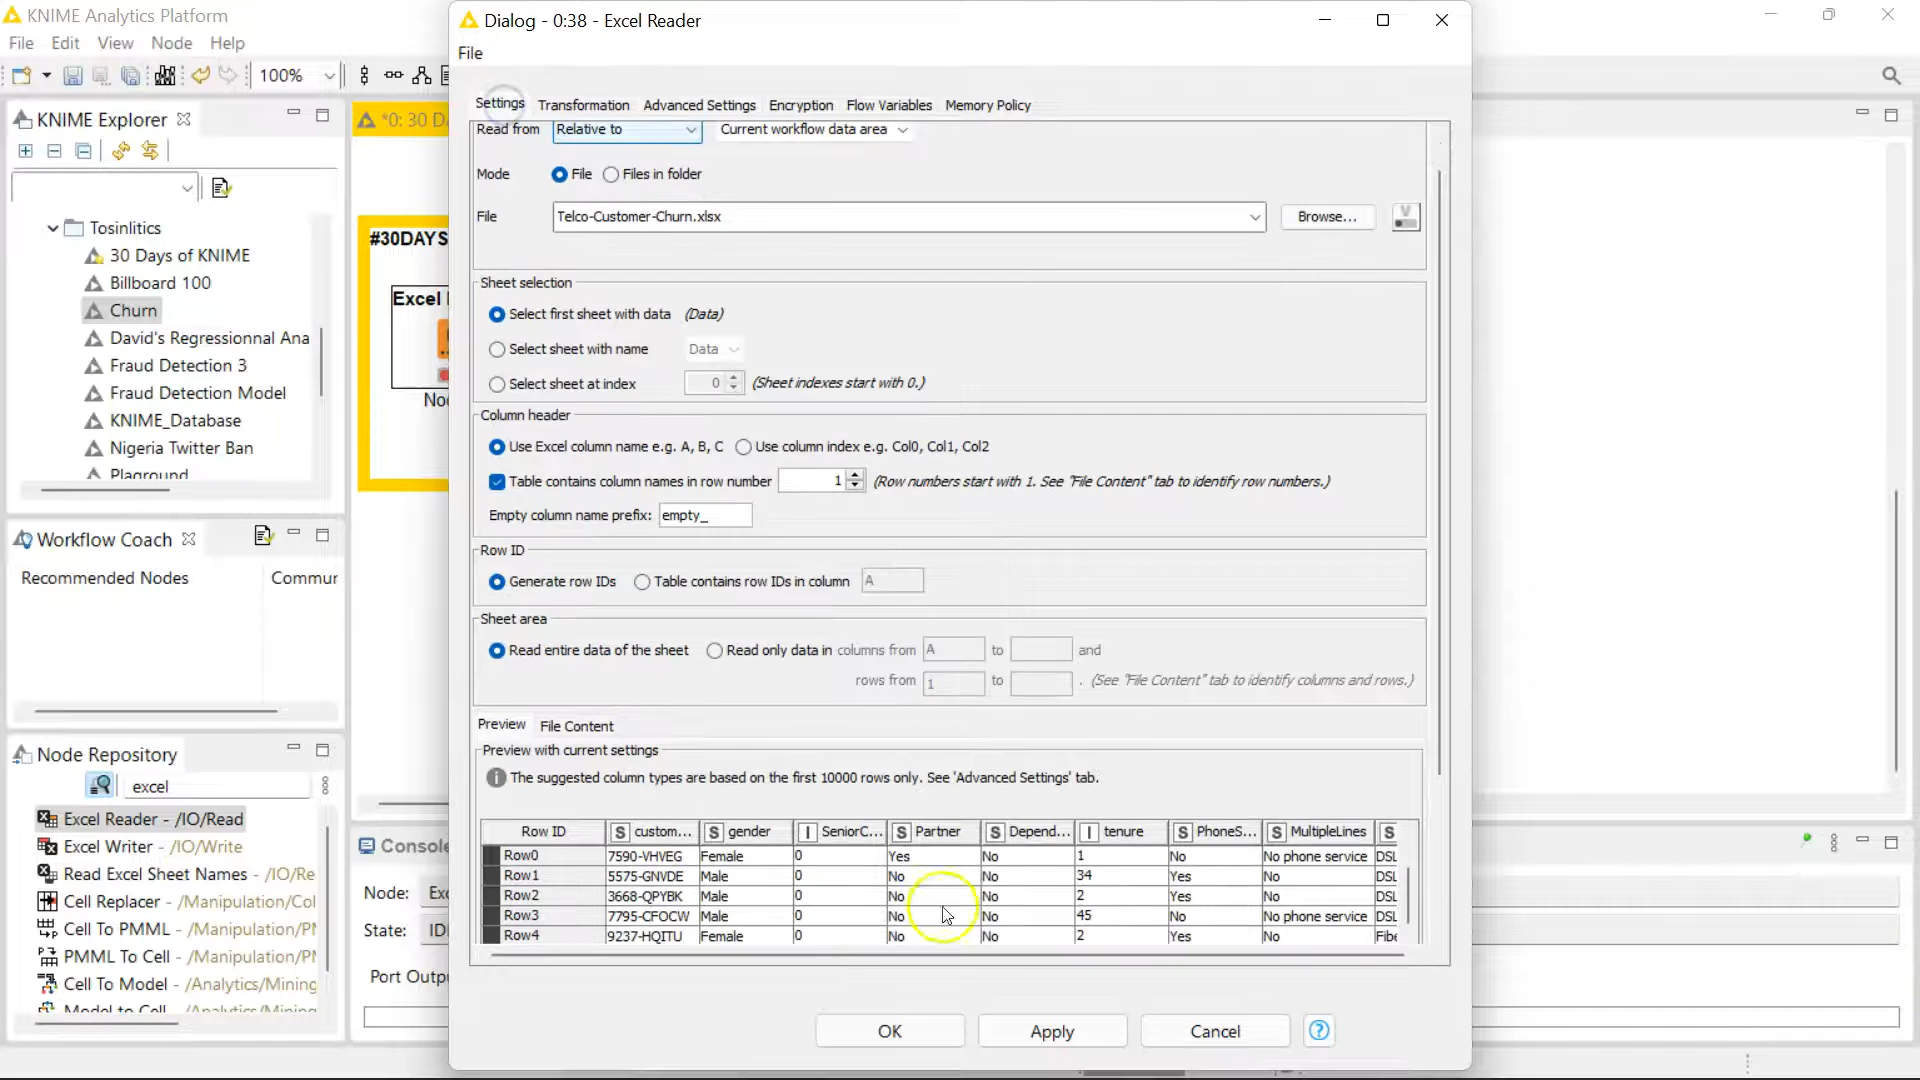 KNIME Analytics Platform
File Edit View Node Help
100%
KNIME Explorer
Tosinlitics
30 Days of KNIME
Billboard 100
Churn
David's Regressionnal Ana
Fraud Detection 3
Fraud Detection Model
KNIME_Database
Nigeria Twitter Ban
Plaground
Workflow Coach
Recommended Nodes Commur
Node Repository
excel
Excel Reader - /IO/Read
Excel Writer - /IO/Write
Read Excel Sheet Names - /IO/Re
Cell Replacer - /Manipulation/Col
Cell To PMML - /Manipulation/PI
PMML To Cell - /Manipulation/PI
Cell To Model - /Analytics/Mining
Model to Cell /Analytics/Mining
*0: 30 D
#30DAYS
Excel
No
Console
Node: Ex
State: ID
Port Outp
Dialog - 0:38 - Excel Reader
File
Settings Transformation Advanced Settings Encryption Flow Variables Memory Policy
Read from Relative to Current workflow data area
Mode File Files in folder
File Telco-Customer-Churn.xlsx Browse...
Sheet selection
Select first sheet with data (Data)
Select sheet with name Data
Select sheet at index 0 (Sheet indexes start with 0.)
Column header
Use Excel column name e.g. A, B, C Use column index e.g. Col0, Col1, Col2
Table contains column names in row number 1 (Row numbers start with 1. See "File Content" tab to identify row numbers.)
Empty column name prefix: empty_
Row ID
Generate row IDs Table contains row IDs in column A
Sheet area
Read entire data of the sheet Read only data in columns from A to and
rows from 1 to . (See "File Content" tab to identify columns and rows.)
Preview File Content
Preview with current settings
The suggested column types are based on the first 10000 rows only. See 'Advanced Settings' tab.
Row ID S custom... S gender I SeniorC... S Partner S Depend... I tenure S PhoneS... S MultipleLines S
Row0 7590-VHVEG Female 0 Yes No 1 No No phone service DSL
Row1 5575-GNVDE Male 0 No No 34 Yes No DSL
Row2 3668-QPYBK Male 0 No No 2 Yes No DSL
Row3 7795-CFOCW Male 0 No No 45 No No phone service DSL
Row4 9237-HQITU Female 0 No No 2 Yes No Fibe
OK Apply Cancel ?